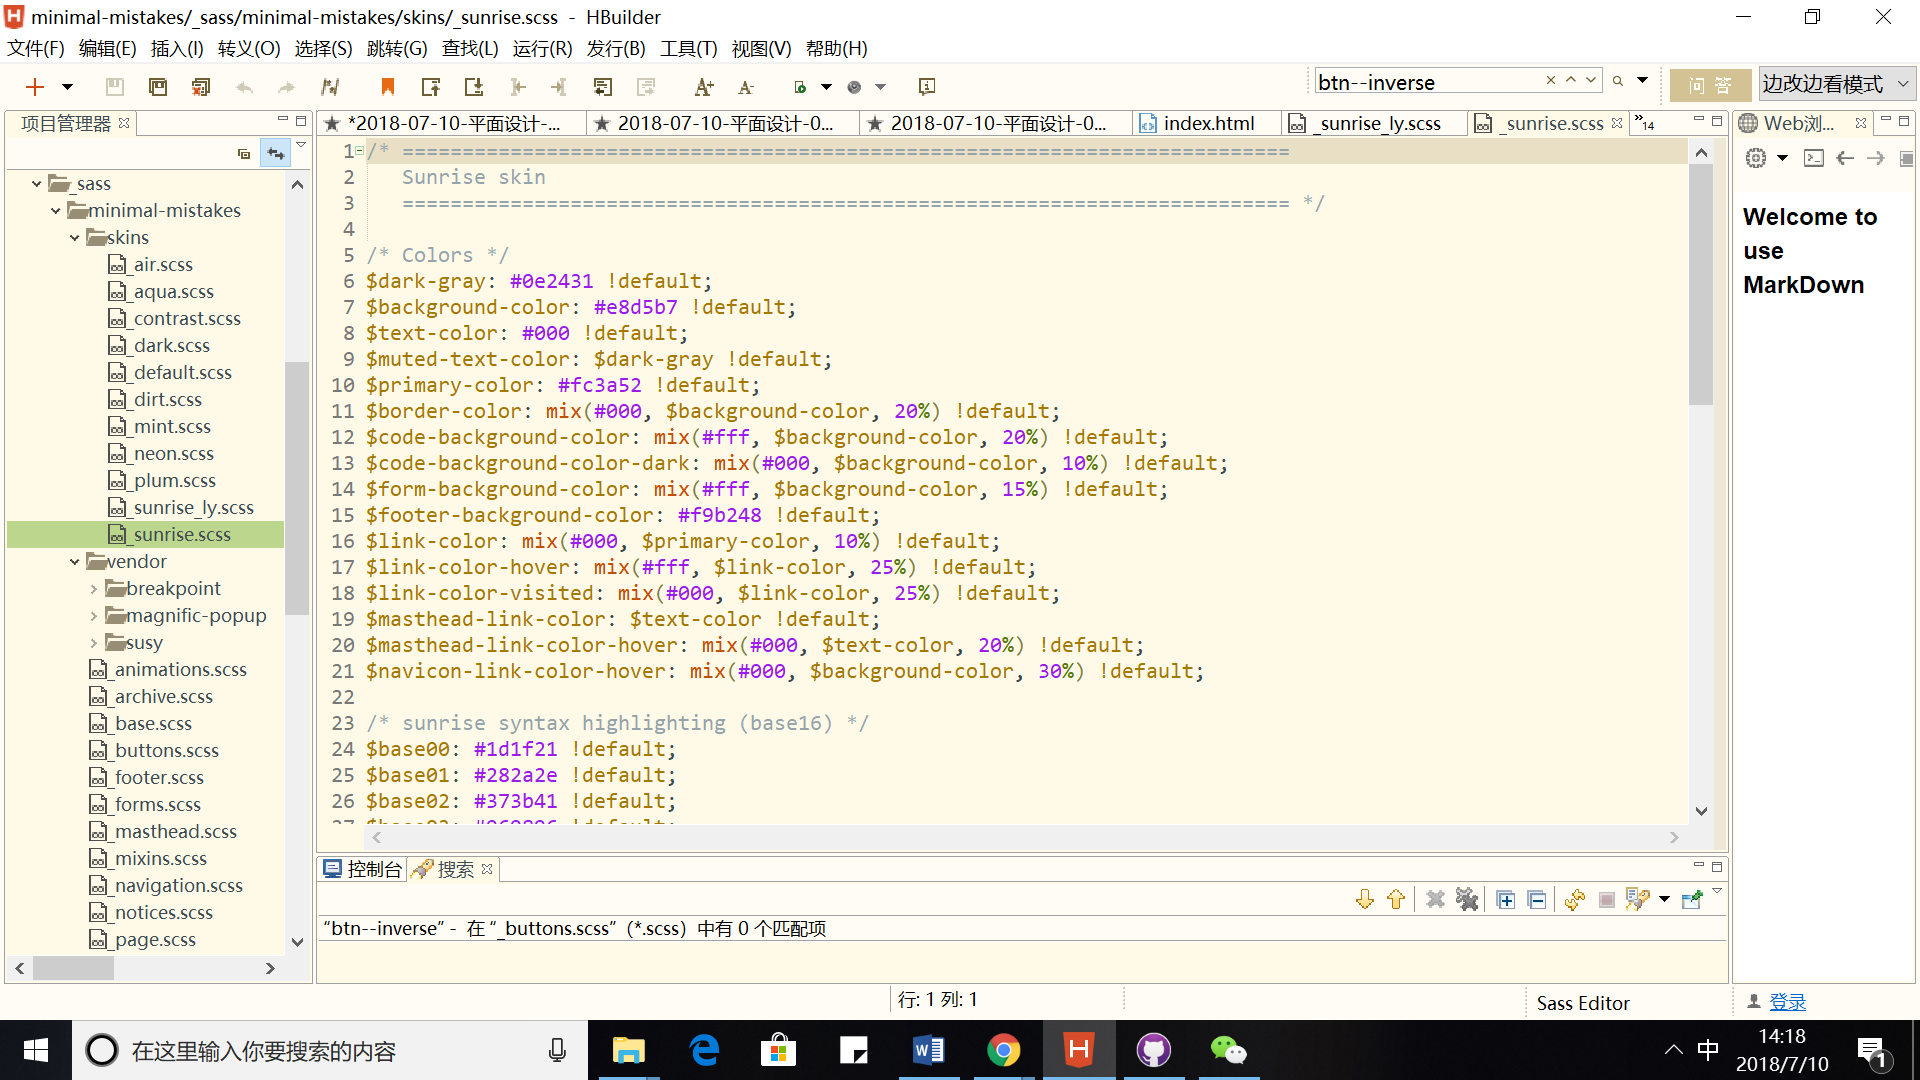 minimal-mistakes/_sass/minimal-mistakes/skins/_sunrise.scss - HBuilder
文件(F) 编辑(E) 插入(I) 转义(O) 选择(S) 跳转(G) 查找(L) 运行(R) 发行(B) 工具(T) 视图(V) 帮助(H)
btn--inverse
问 答
边改边看模式
项目管理器
*2018-07-10-平面设计-...
2018-07-10-平面设计-0...
2018-07-10-平面设计-0...
index.html
_sunrise_ly.scss
_sunrise.scss
»14
Web浏...
_sass
minimal-mistakes
skins
_air.scss
_aqua.scss
_contrast.scss
_dark.scss
_default.scss
_dirt.scss
_mint.scss
_neon.scss
_plum.scss
_sunrise_ly.scss
_sunrise.scss
vendor
breakpoint
magnific-popup
susy
_animations.scss
_archive.scss
_base.scss
_buttons.scss
_footer.scss
_forms.scss
_masthead.scss
_mixins.scss
_navigation.scss
_notices.scss
_page.scss
1 /* ==========================================================================
2 Sunrise skin
3 ========================================================================== */
4
5 /* Colors */
6 $dark-gray: #0e2431 !default;
7 $background-color: #e8d5b7 !default;
8 $text-color: #000 !default;
9 $muted-text-color: $dark-gray !default;
10 $primary-color: #fc3a52 !default;
11 $border-color: mix(#000, $background-color, 20%) !default;
12 $code-background-color: mix(#fff, $background-color, 20%) !default;
13 $code-background-color-dark: mix(#000, $background-color, 10%) !default;
14 $form-background-color: mix(#fff, $background-color, 15%) !default;
15 $footer-background-color: #f9b248 !default;
16 $link-color: mix(#000, $primary-color, 10%) !default;
17 $link-color-hover: mix(#fff, $link-color, 25%) !default;
18 $link-color-visited: mix(#000, $link-color, 25%) !default;
19 $masthead-link-color: $text-color !default;
20 $masthead-link-color-hover: mix(#000, $text-color, 20%) !default;
21 $navicon-link-color-hover: mix(#000, $background-color, 30%) !default;
22
23 /* sunrise syntax highlighting (base16) */
24 $base00: #1d1f21 !default;
25 $base01: #282a2e !default;
26 $base02: #373b41 !default;
Welcome to
use
MarkDown
控制台
搜索
“btn--inverse” - 在 “_buttons.scss”（*.scss）中有 0 个匹配项
行: 1 列: 1
Sass Editor
登录
在这里输入你要搜索的内容
中
14:18
2018/7/10
1